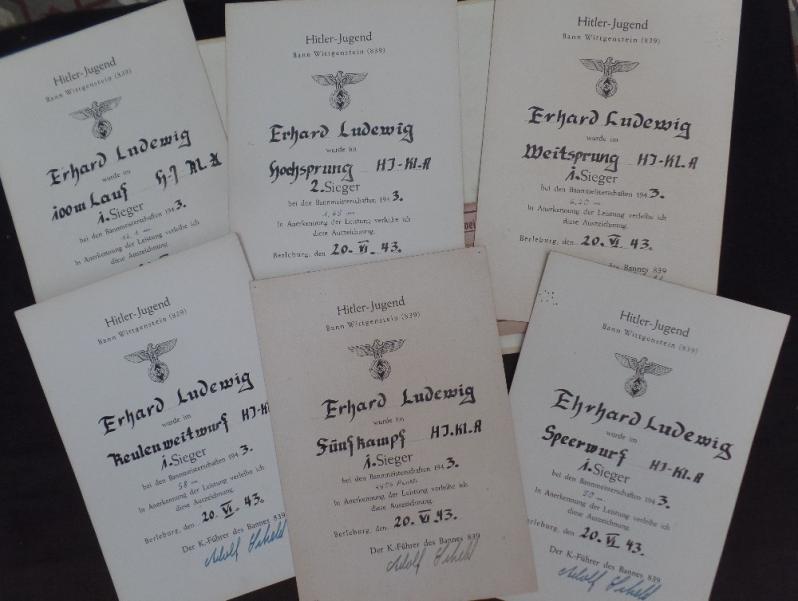 Hitler-Jugend
Bann Wittgenstein (839)
Erhard Ludewig
wurde im
100m Lauf H-J Kl.A
1. Sieger
bei den Bannmeisterschaften 1943.
In Anerkennung der Leistung verleihe ich
diese Auszeichnung.
Hitler-Jugend
Bann Wittgenstein (839)
Erhard Ludewig
wurde im
Hochsprung HJ-Kl.A
2. Sieger
bei den Bannmeisterschaften 1943.
In Anerkennung der Leistung verleihe ich
diese Auszeichnung.
Berleburg, den 20. VI. 43.
Hitler-Jugend
Bann Wittgenstein (839)
Erhard Ludewig
wurde im
Weitsprung HJ-Kl.A
1. Sieger
bei den Bannmeisterschaften 1943.
6,20 m
In Anerkennung der Leistung verleihe ich
diese Auszeichnung.
Berleburg, den 20. VI. 43.
des Bannes 839
Hitler-Jugend
Bann Wittgenstein (839)
Erhard Ludewig
wurde im
Keulenweitwurf HJ-Kl
1. Sieger
bei den Bannmeisterschaften 1943.
58 m
In Anerkennung der Leistung verleihe ich
diese Auszeichnung.
Berleburg, den 20. VI. 43.
Der K.-Führer des Bannes 839
Adolf
Hitler-Jugend
Bann Wittgenstein (839)
Erhard Ludewig
wurde im
Fünfkampf HJ.Kl.A
1. Sieger
bei den Bannmeisterschaften 1943.
In Anerkennung der Leistung verleihe ich
diese Auszeichnung.
Berleburg, den 20. VI. 43.
Der K.-Führer des Bannes 839
Adolf
Hitler-Jugend
Bann Wittgenstein (839)
Ehrhard Ludewig
wurde im
Speerwurf HJ-Kl.A
1. Sieger
bei den Bannmeisterschaften 1943.
In Anerkennung der Leistung verleihe ich
diese Auszeichnung.
Berleburg, den 20. VI. 43.
Der K.-Führer des Bannes 839
Adolf